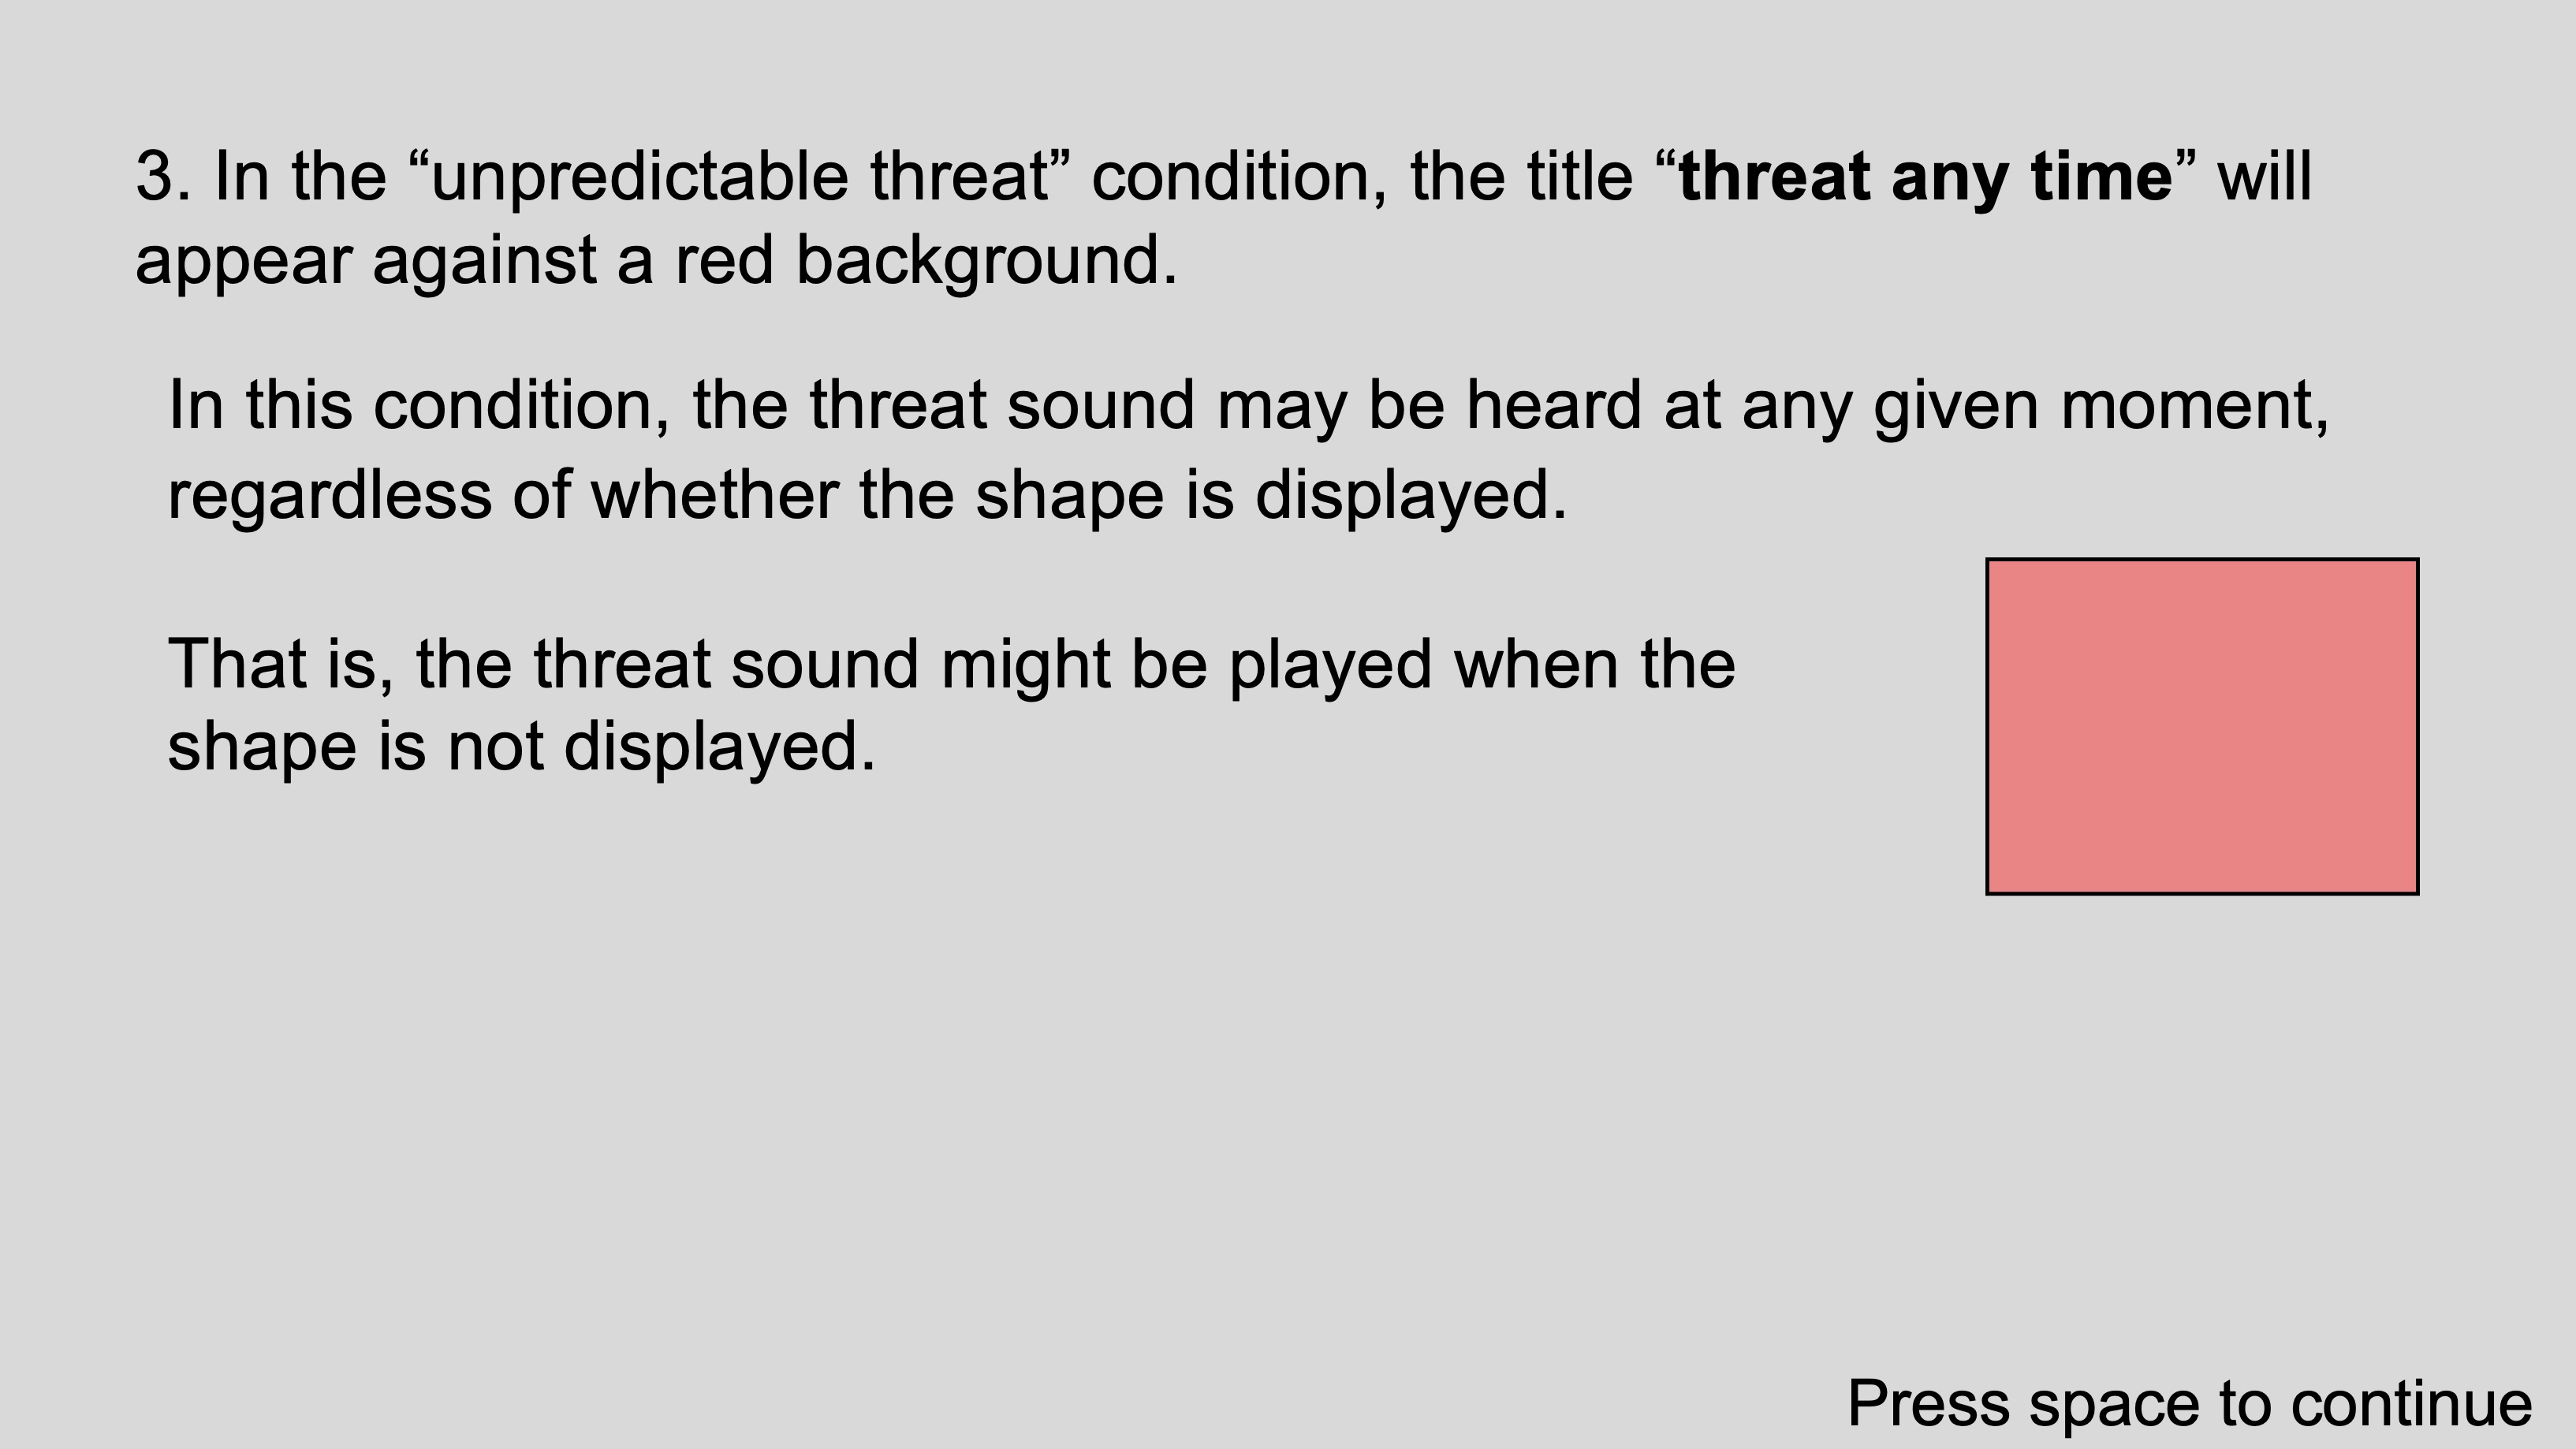 3. In the “unpredictable threat” condition, the title “threat any time” will
appear against a red background.
In this condition, the threat sound may be heard at any given moment,
regardless of whether the shape is displayed.
That is, the threat sound might be played when the
shape is not displayed.
Press space to continue